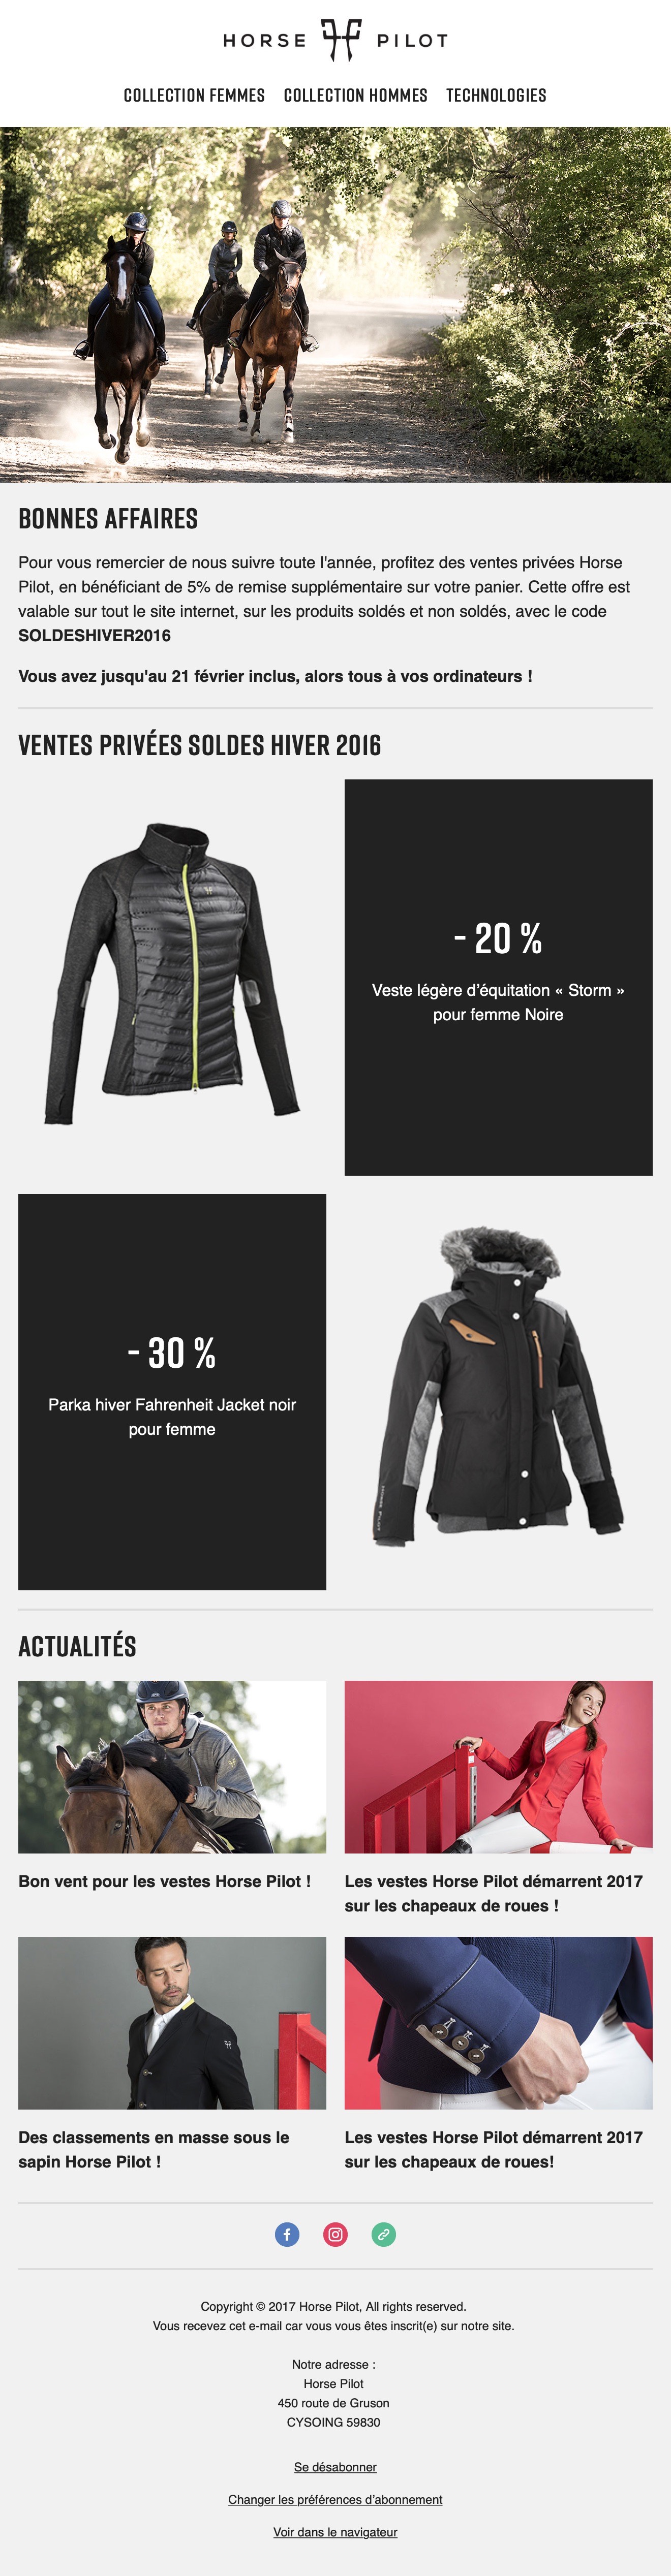 HORSE PILOT
COLLECTION FEMMES COLLECTION HOMMES TECHNOLOGIES
BONNES AFFAIRES
Pour vous remercier de nous suivre toute l'année, profitez des ventes privées Horse
Pilot, en bénéficiant de 5% de remise supplémentaire sur votre panier. Cette offre est
valable sur tout le site internet, sur les produits soldés et non soldés, avec le code
SOLDESHIVER2016
Vous avez jusqu'au 21 février inclus, alors tous à vos ordinateurs !
VENTES PRIVÉES SOLDES HIVER 2016
- 20 %
Veste légère d’équitation « Storm »
pour femme Noire
- 30 %
Parka hiver Fahrenheit Jacket noir
pour femme
HORSE PILOT
ACTUALITÉS
Bon vent pour les vestes Horse Pilot !
Les vestes Horse Pilot démarrent 2017
sur les chapeaux de roues !
Des classements en masse sous le
sapin Horse Pilot !
Les vestes Horse Pilot démarrent 2017
sur les chapeaux de roues!
Copyright © 2017 Horse Pilot, All rights reserved.
Vous recevez cet e-mail car vous vous êtes inscrit(e) sur notre site.
Notre adresse :
Horse Pilot
450 route de Gruson
CYSOING 59830
Se désabonner
Changer les préférences d’abonnement
Voir dans le navigateur